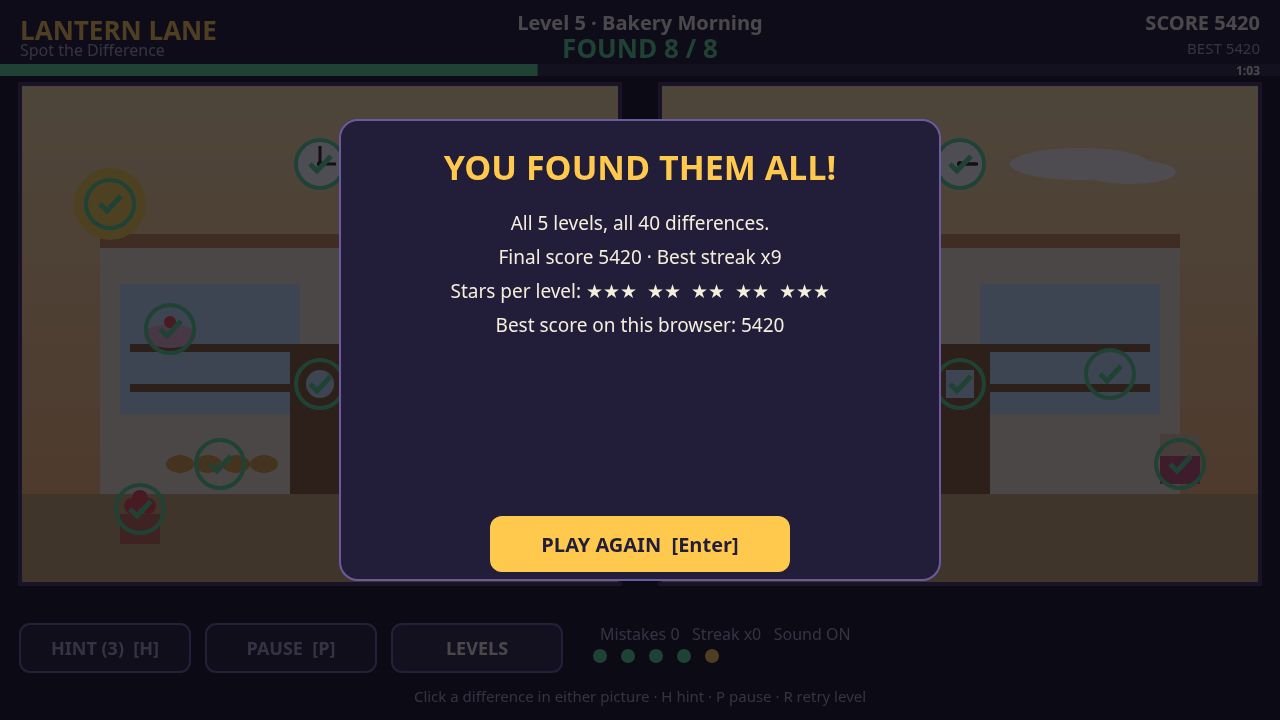 LANTERN LANE
Spot the Difference
Level 5 · Bakery Morning
FOUND 8 / 8
SCORE 5420
BEST 5420
1:03
YOU FOUND THEM ALL!
All 5 levels, all 40 differences.
Final score 5420 · Best streak x9
Stars per level: ★★★ ★★ ★★ ★★ ★★★
Best score on this browser: 5420
PLAY AGAIN [Enter]
HINT (3) [H]
PAUSE [P]
LEVELS
Mistakes 0 Streak x0 Sound ON
Click a difference in either picture · H hint · P pause · R retry level